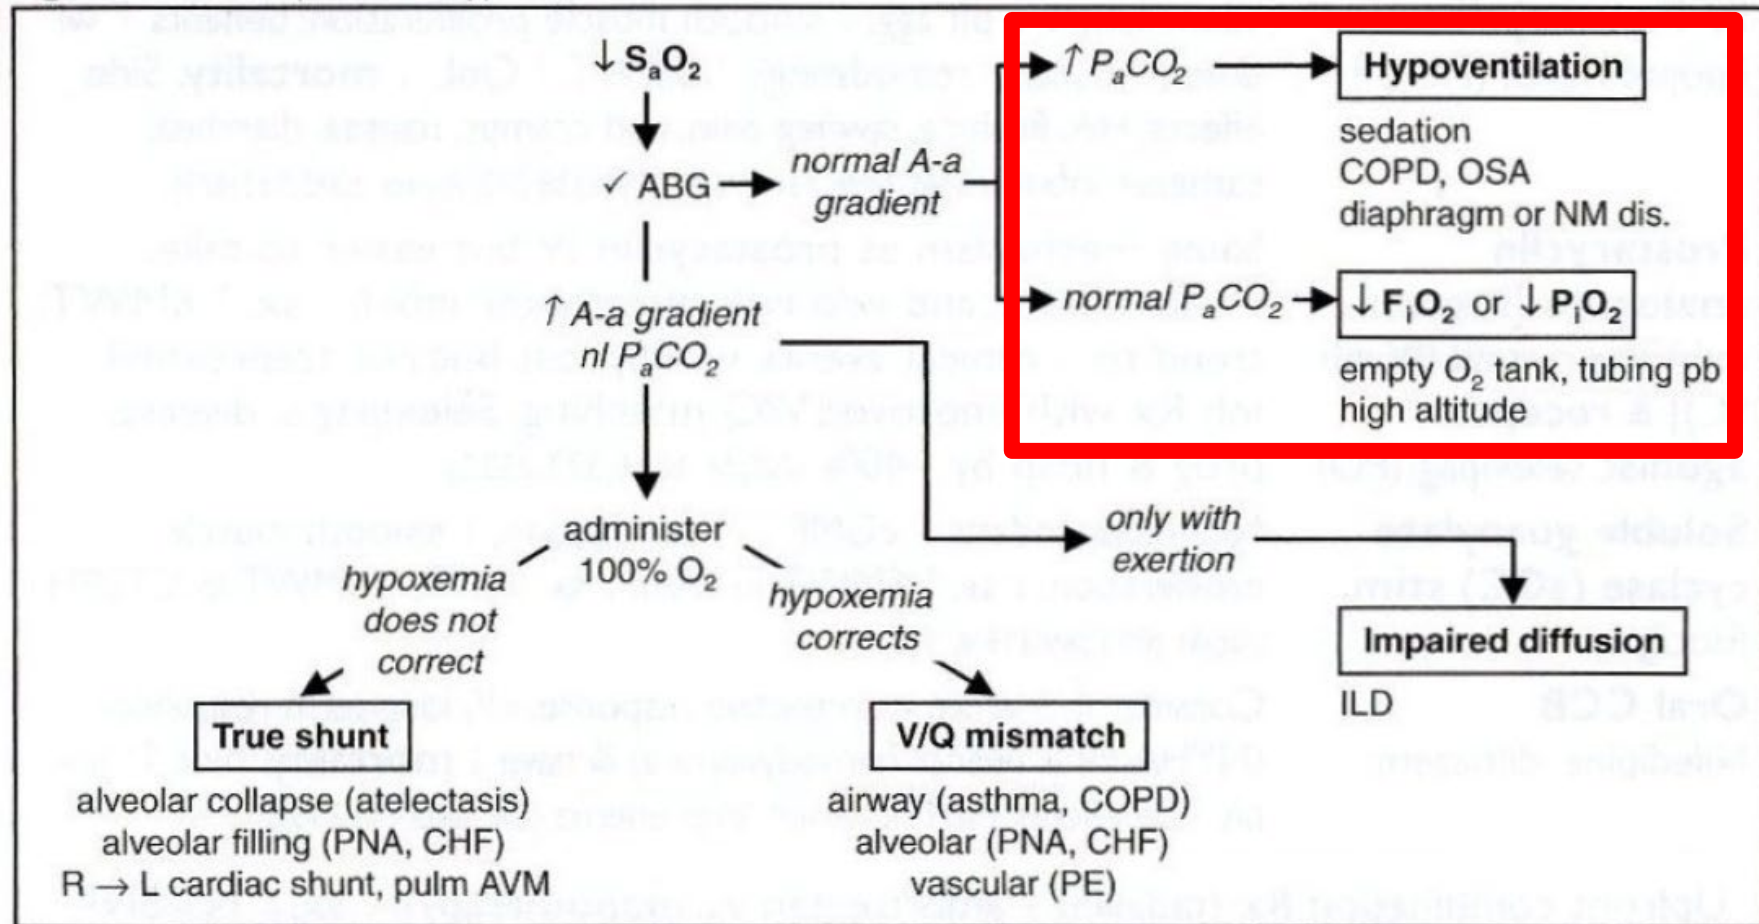 ↓ SaO2
✓ ABG
normal A-a
gradient
↑ PaCO2
Hypoventilation
sedation
COPD, OSA
diaphragm or NM dis.
normal PaCO2
↓ FiO2 or ↓ PiO2
empty O2 tank, tubing pb
high altitude
↑ A-a gradient
nl PaCO2
only with
exertion
Impaired diffusion
ILD
administer
100% O2
hypoxemia
does not
correct
hypoxemia
corrects
True shunt
alveolar collapse (atelectasis)
alveolar filling (PNA, CHF)
R → L cardiac shunt, pulm AVM
V/Q mismatch
airway (asthma, COPD)
alveolar (PNA, CHF)
vascular (PE)